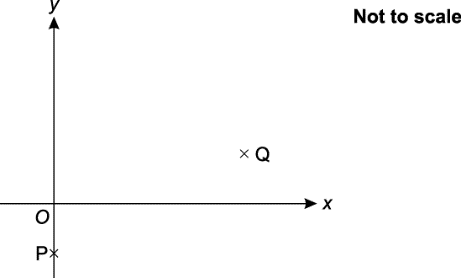 y
Not to scale
× Q
x
O
P×